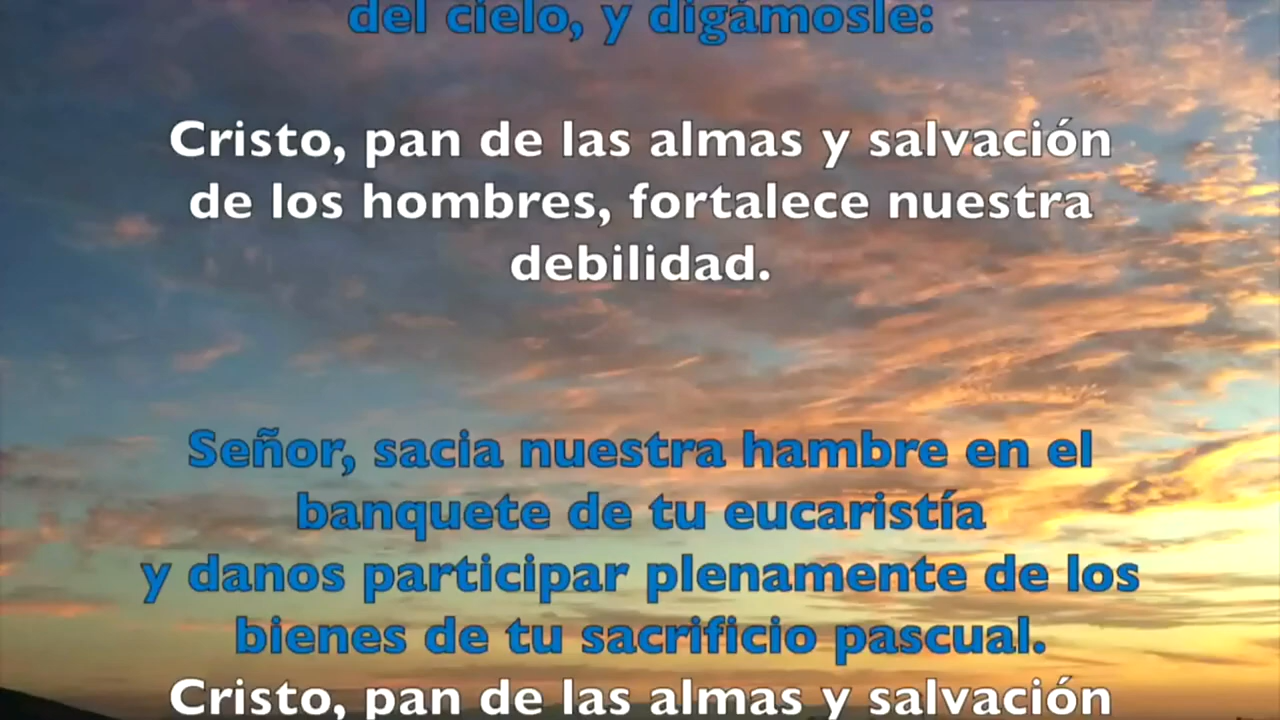 del cielo, y digámosle:
Cristo, pan de las almas y salvación
de los hombres, fortalece nuestra
debilidad.
Señor, sacia nuestra hambre en el
banquete de tu eucaristía
y danos participar plenamente de los
bienes de tu sacrificio pascual.
Cristo, pan de las almas y salvación